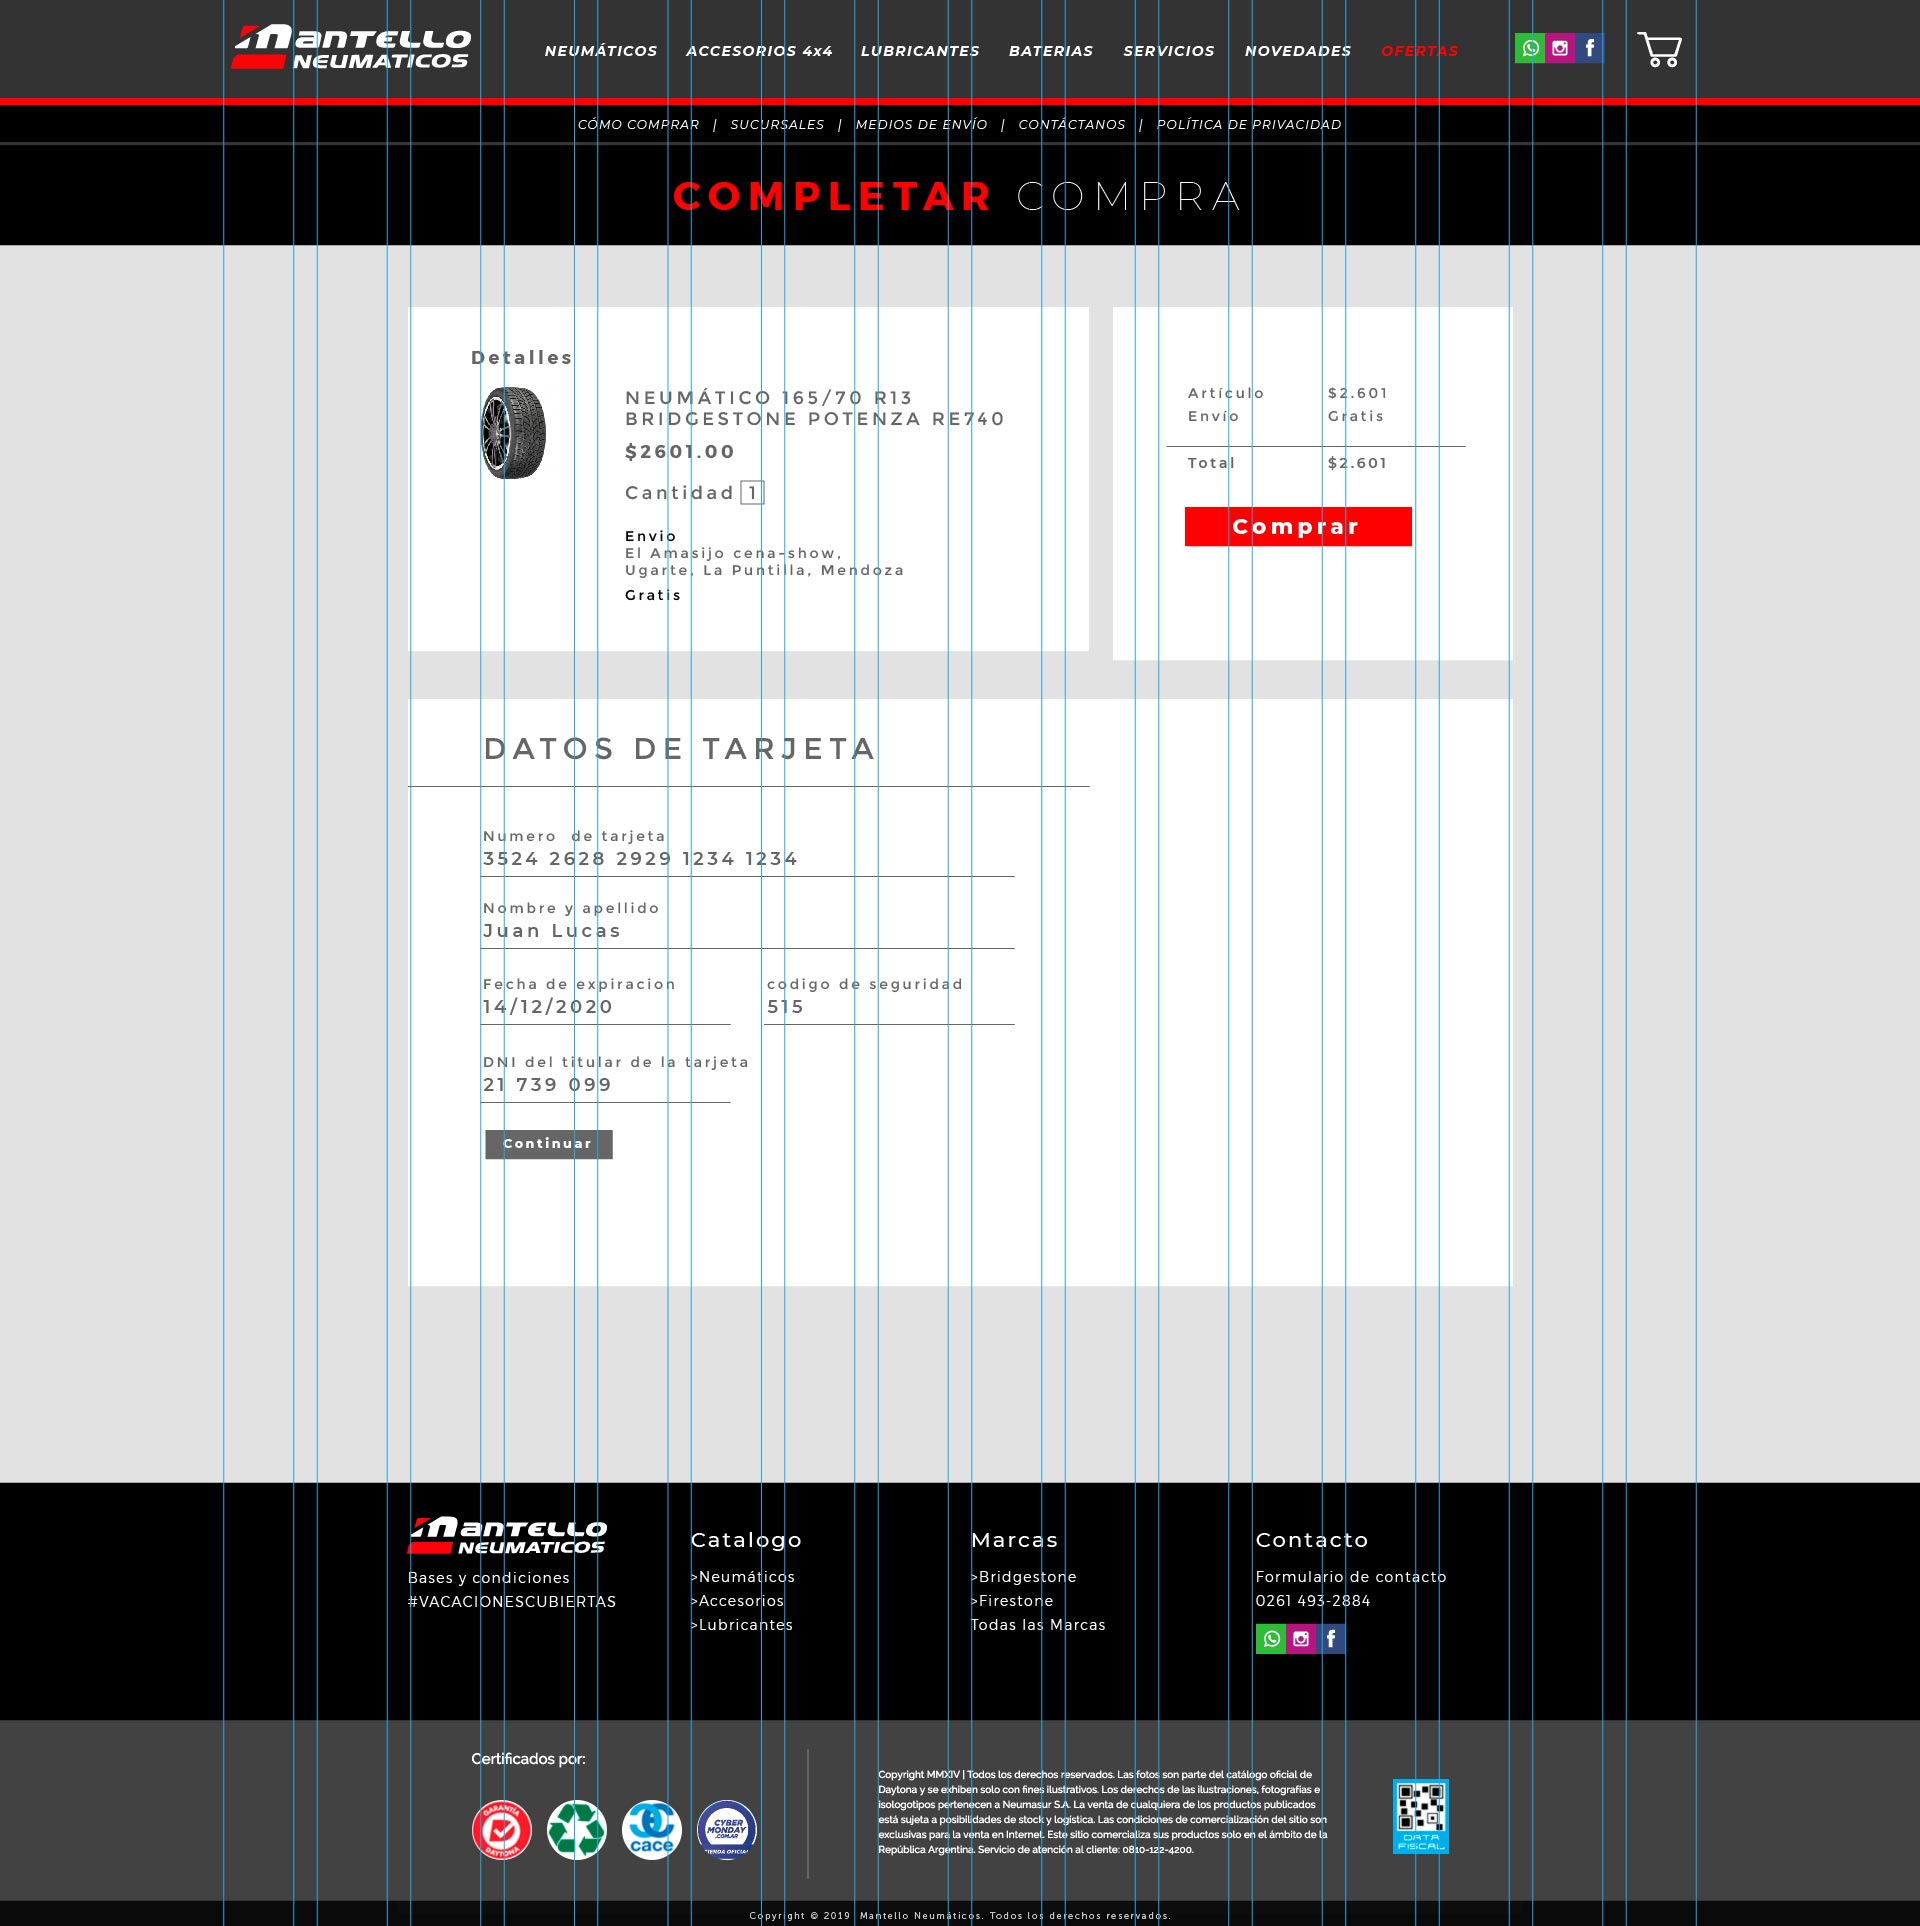 MANTELLO
NEUMATICOS
NEUMÁTICOS ACCESORIOS 4x4 LUBRICANTES BATERIAS SERVICIOS NOVEDADES OFERTAS
CÓMO COMPRAR | SUCURSALES | MEDIOS DE ENVÍO | CONTÁCTANOS | POLÍTICA DE PRIVACIDAD
COMPLETAR COMPRA
Detalles
NEUMÁTICO 165/70 R13
BRIDGESTONE POTENZA RE740
$2601.00
Cantidad 1
Envio
El Amasijo cena-show,
Ugarte, La Puntilla, Mendoza
Gratis
Artículo $2.601
Envío Gratis
Total $2.601
Comprar
DATOS DE TARJETA
Numero de tarjeta
3524 2628 2929 1234 1234
Nombre y apellido
Juan Lucas
Fecha de expiracion codigo de seguridad
14/12/2020 515
DNI del titular de la tarjeta
21 739 099
Continuar
MANTELLO
NEUMATICOS
Bases y condiciones
#VACACIONESCUBIERTAS
Catalogo
>Neumáticos
>Accesorios
>Lubricantes
Marcas
>Bridgestone
>Firestone
Todas las Marcas
Contacto
Formulario de contacto
0261 493-2884
Certificados por:
GARANTÍA
DAYTONA
cace
CYBER
MONDAY
.COM.AR
TIENDA OFICIAL
Copyright MMXIV | Todos los derechos reservados. Las fotos son parte del catálogo oficial de
Daytona y se exhiben solo con fines ilustrativos. Los derechos de las ilustraciones, fotografías e
isologotipos pertenecen a Neumasur S.A. La venta de cualquiera de los productos publicados
está sujeta a posibilidades de stock y logística. Las condiciones de comercialización del sitio son
exclusivas para la venta en Internet. Este sitio comercializa sus productos solo en el ámbito de la
República Argentina. Servicio de atención al cliente: 0810-122-4200.
DATA
FISCAL
Copyright © 2019 Mantello Neumáticos. Todos los derechos reservados.